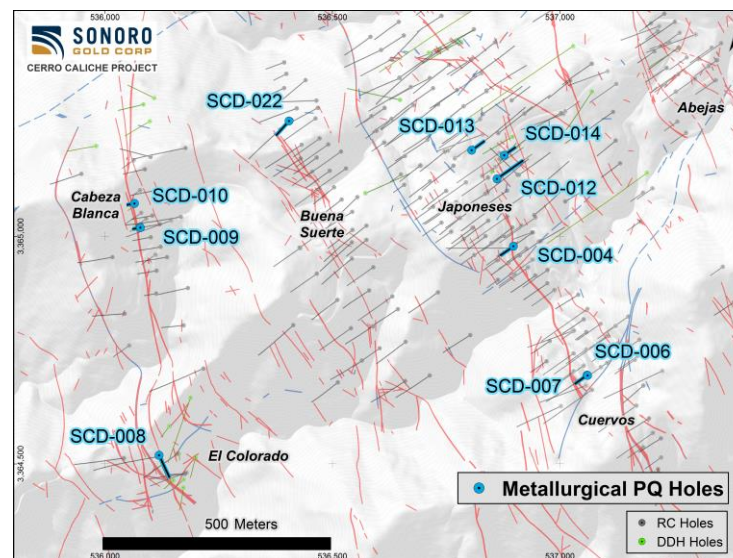 536,000
536,500
537,000
SONORO
GOLD CORP
CERRO CALICHE PROJECT
SCD-022
SCD-013
SCD-014
Abejas
SCD-010
Cabeza
Blanca
SCD-012
Japoneses
SCD-009
Buena
Suerte
3,365,000
SCD-004
SCD-006
SCD-007
Cuervos
SCD-008
El Colorado
3,364,500
Metallurgical PQ Holes
500 Meters
RC Holes
DDH Holes
536,000
536,500
537,000